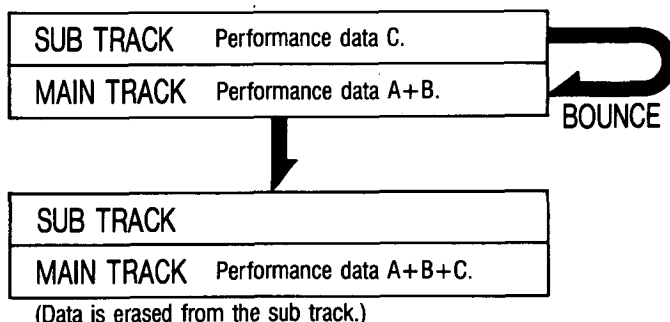 SUB TRACK Performance data C.
MAIN TRACK Performance data A+B.
BOUNCE
SUB TRACK
MAIN TRACK Performance data A+B+C.
(Data is erased from the sub track.)